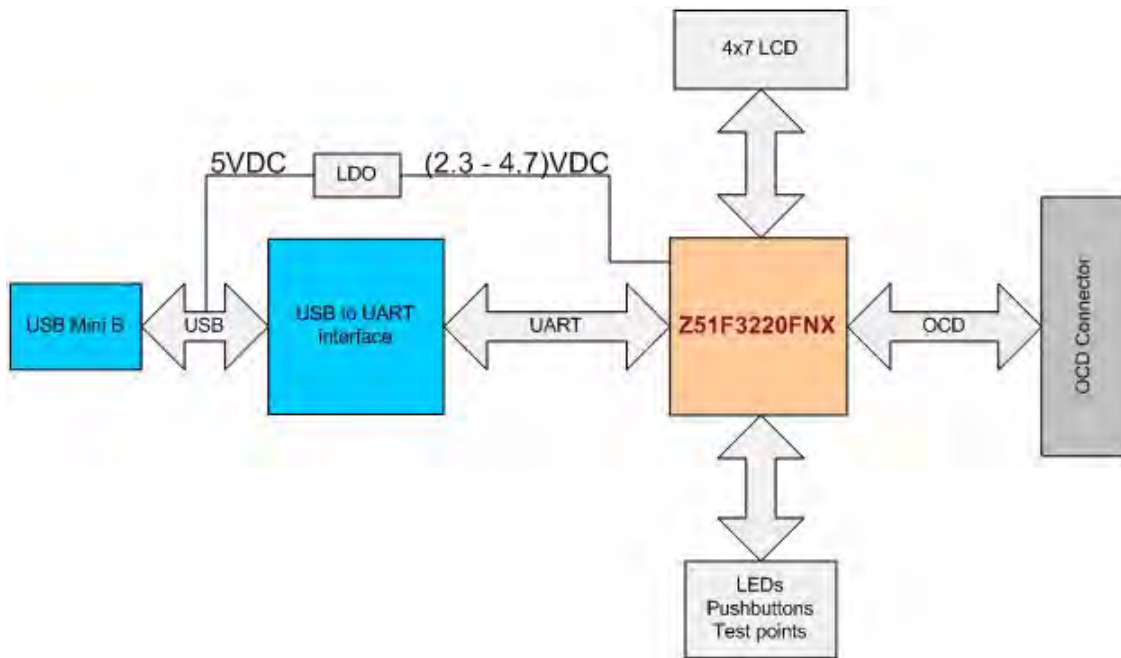 4x7 LCD
5VDC
LDO
(2.3 - 4.7)VDC
USB Mini B
USB
USB to UART
interface
UART
Z51F3220FNX
OCD
OCD Connector
LEDs
Pushbuttons
Test points